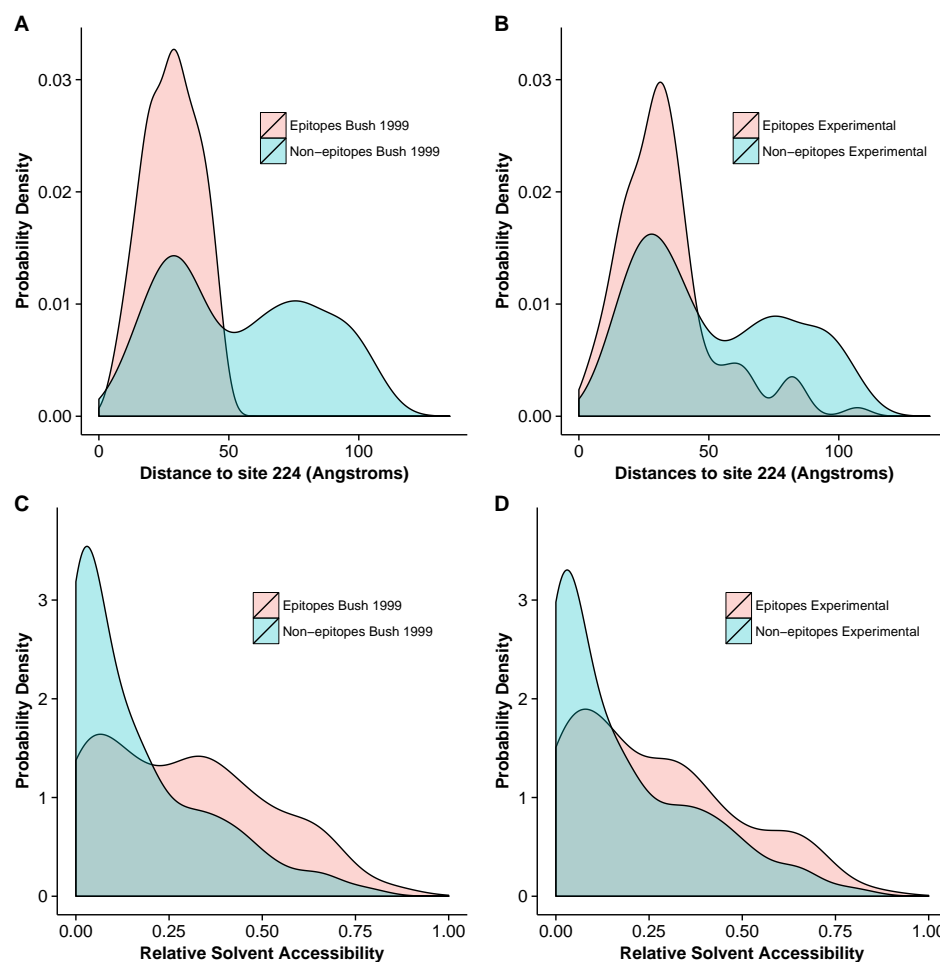 A
Probability Density
0.03
0.02
0.01
0.00
Epitopes Bush 1999
Non−epitopes Bush 1999
0 50 100
Distance to site 224 (Angstroms)
B
Probability Density
0.03
0.02
0.01
0.00
Epitopes Experimental
Non−epitopes Experimental
0 50 100
Distances to site 224 (Angstroms)
C
Probability Density
3
2
1
0
Epitopes Bush 1999
Non−epitopes Bush 1999
0.00 0.25 0.50 0.75 1.00
Relative Solvent Accessibility
D
Probability Density
3
2
1
0
Epitopes Experimental
Non−epitopes Experimental
0.00 0.25 0.50 0.75 1.00
Relative Solvent Accessibility